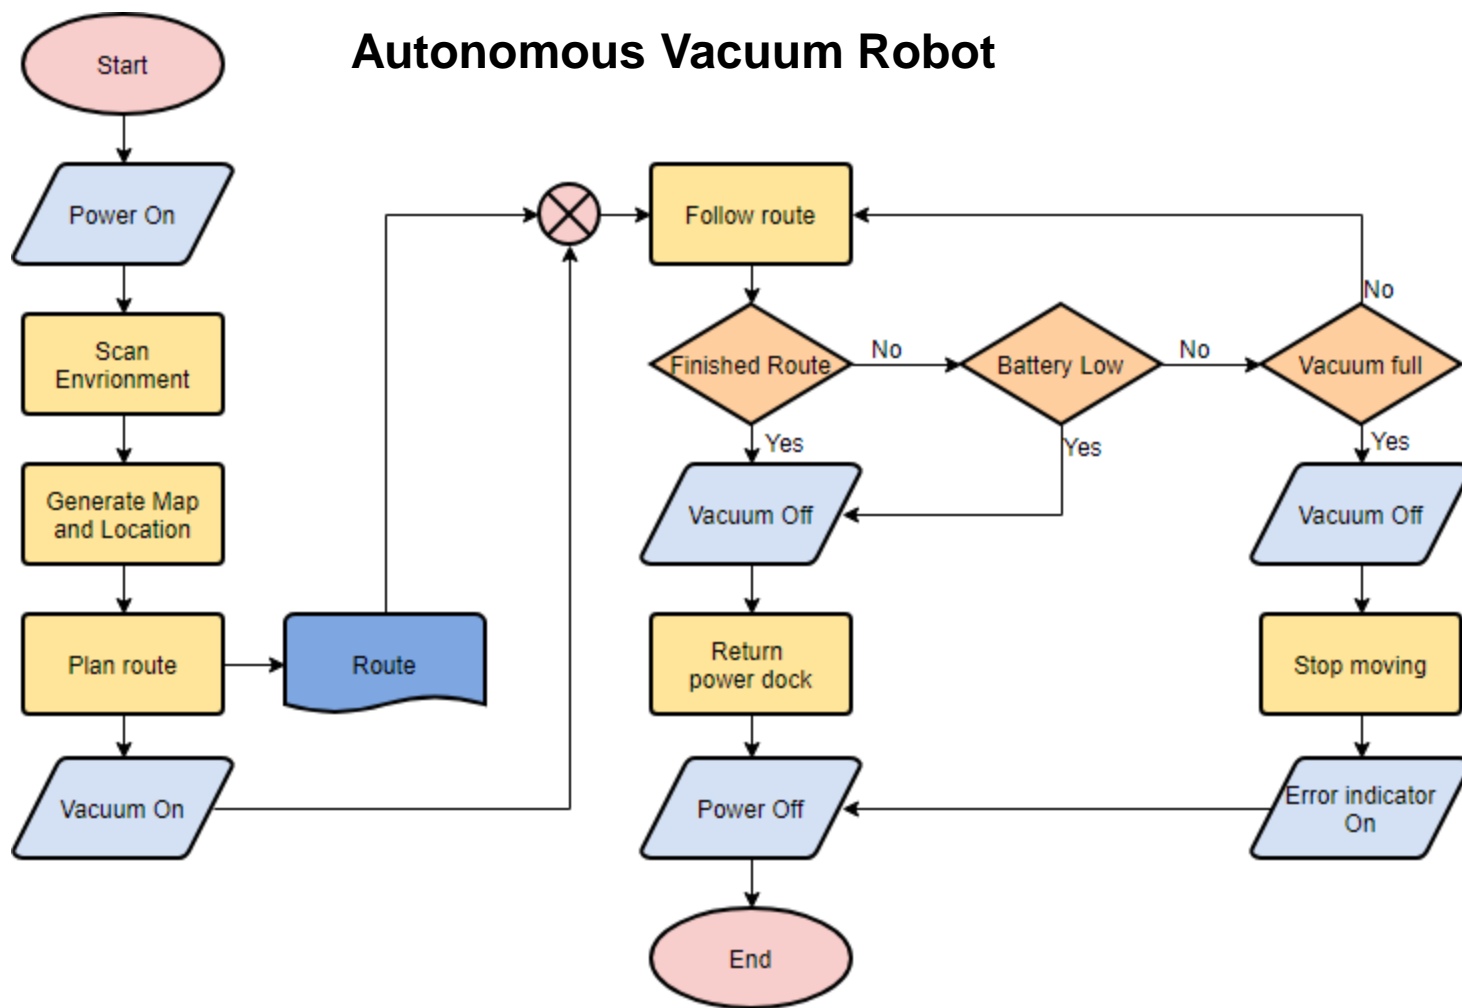 Autonomous Vacuum Robot
Start
Power On
Scan
Envrionment
Generate Map
and Location
Plan route
Route
Vacuum On
Follow route
Finished Route
No
Battery Low
No
Vacuum full
No
Yes
Yes
Yes
Vacuum Off
Vacuum Off
Return
power dock
Stop moving
Power Off
Error indicator
On
End